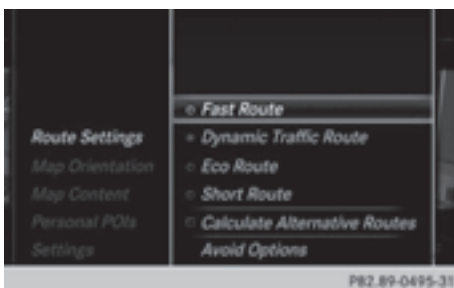 Fast Route
Route Settings
Dynamic Traffic Route
Map Orientation
Eco Route
Map Content
Short Route
Personal POIs
Calculate Alternative Routes
Settings
Avoid Options
P82.89-0495-31